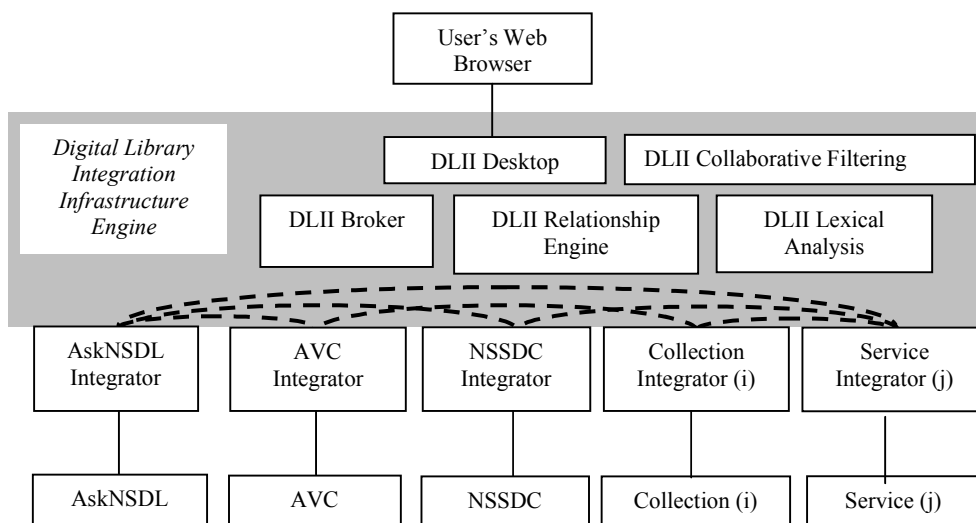 User’s Web
Browser
Digital Library
Integration
Infrastructure
Engine
DLII Desktop
DLII Collaborative Filtering
DLII Broker
DLII Relationship
Engine
DLII Lexical
Analysis
AskNSDL
Integrator
AVC
Integrator
NSSDC
Integrator
Collection
Integrator (i)
Service
Integrator (j)
AskNSDL
AVC
NSSDC
Collection (i)
Service (j)